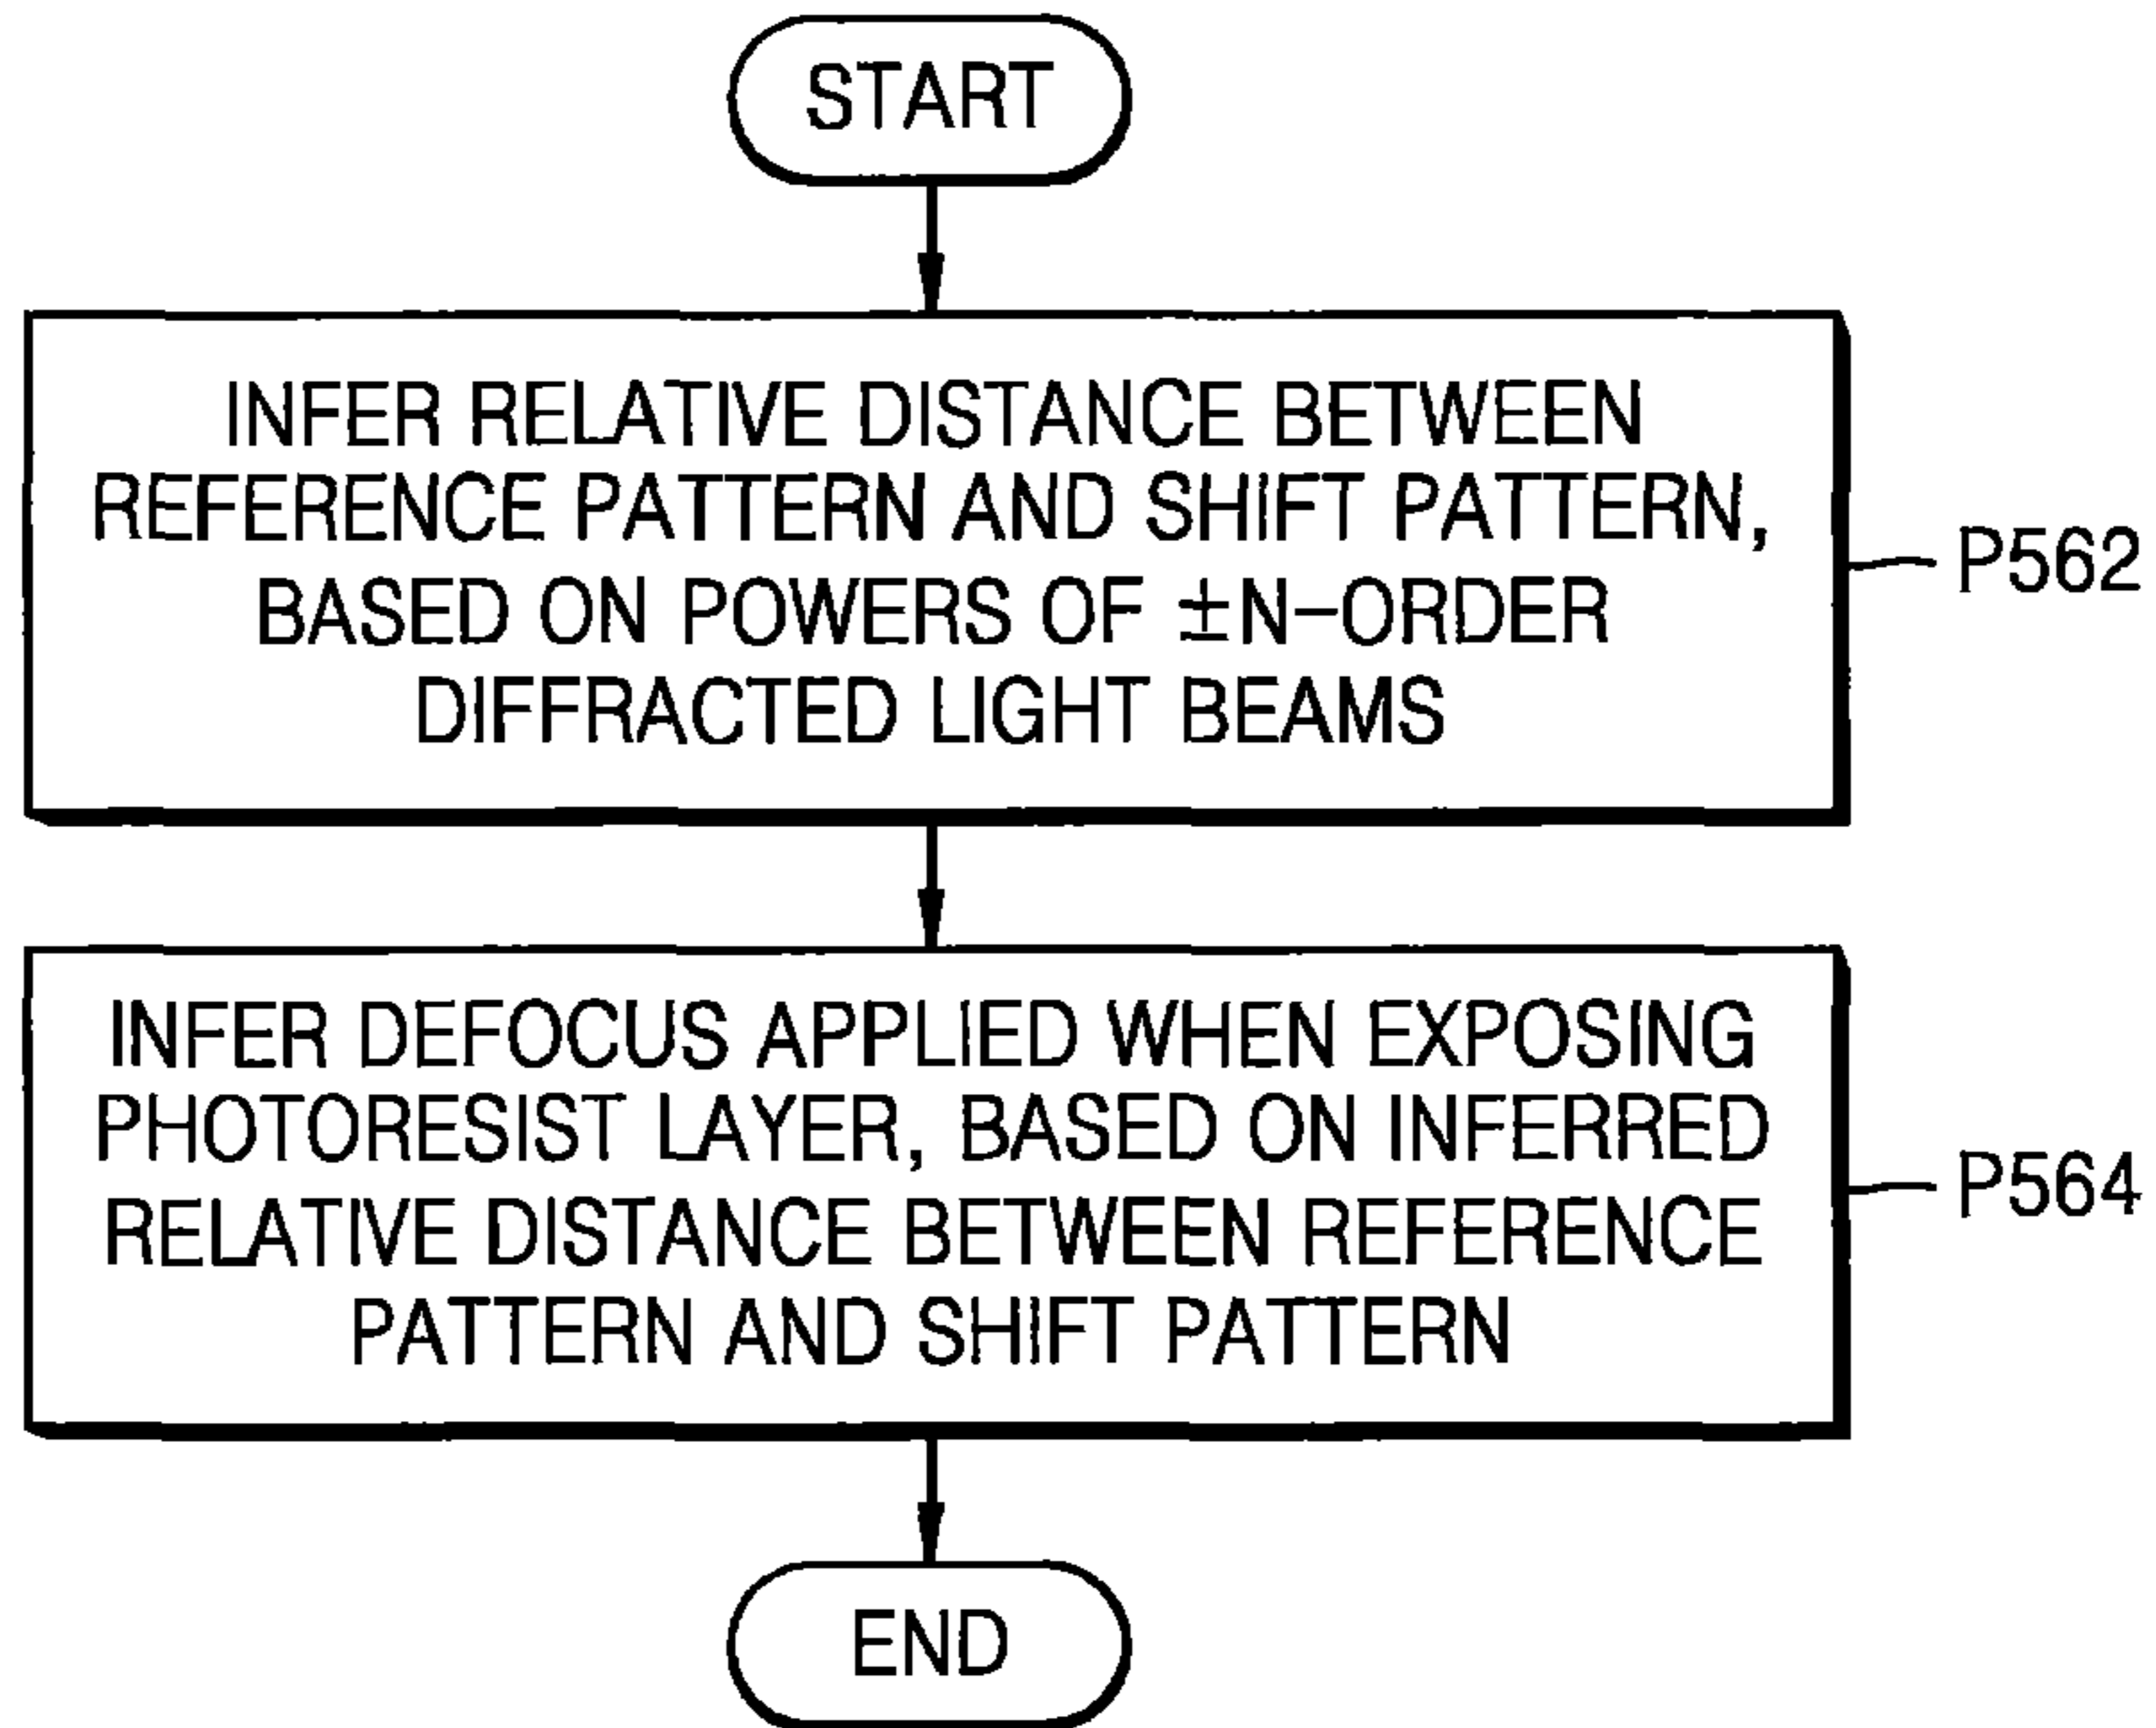 START
INFER RELATIVE DISTANCE BETWEEN
REFERENCE PATTERN AND SHIFT PATTERN,
BASED ON POWERS OF ±N-ORDER
DIFFRACTED LIGHT BEAMS
P562
INFER DEFOCUS APPLIED WHEN EXPOSING
PHOTORESIST LAYER, BASED ON INFERRED
RELATIVE DISTANCE BETWEEN REFERENCE
PATTERN AND SHIFT PATTERN
P564
END